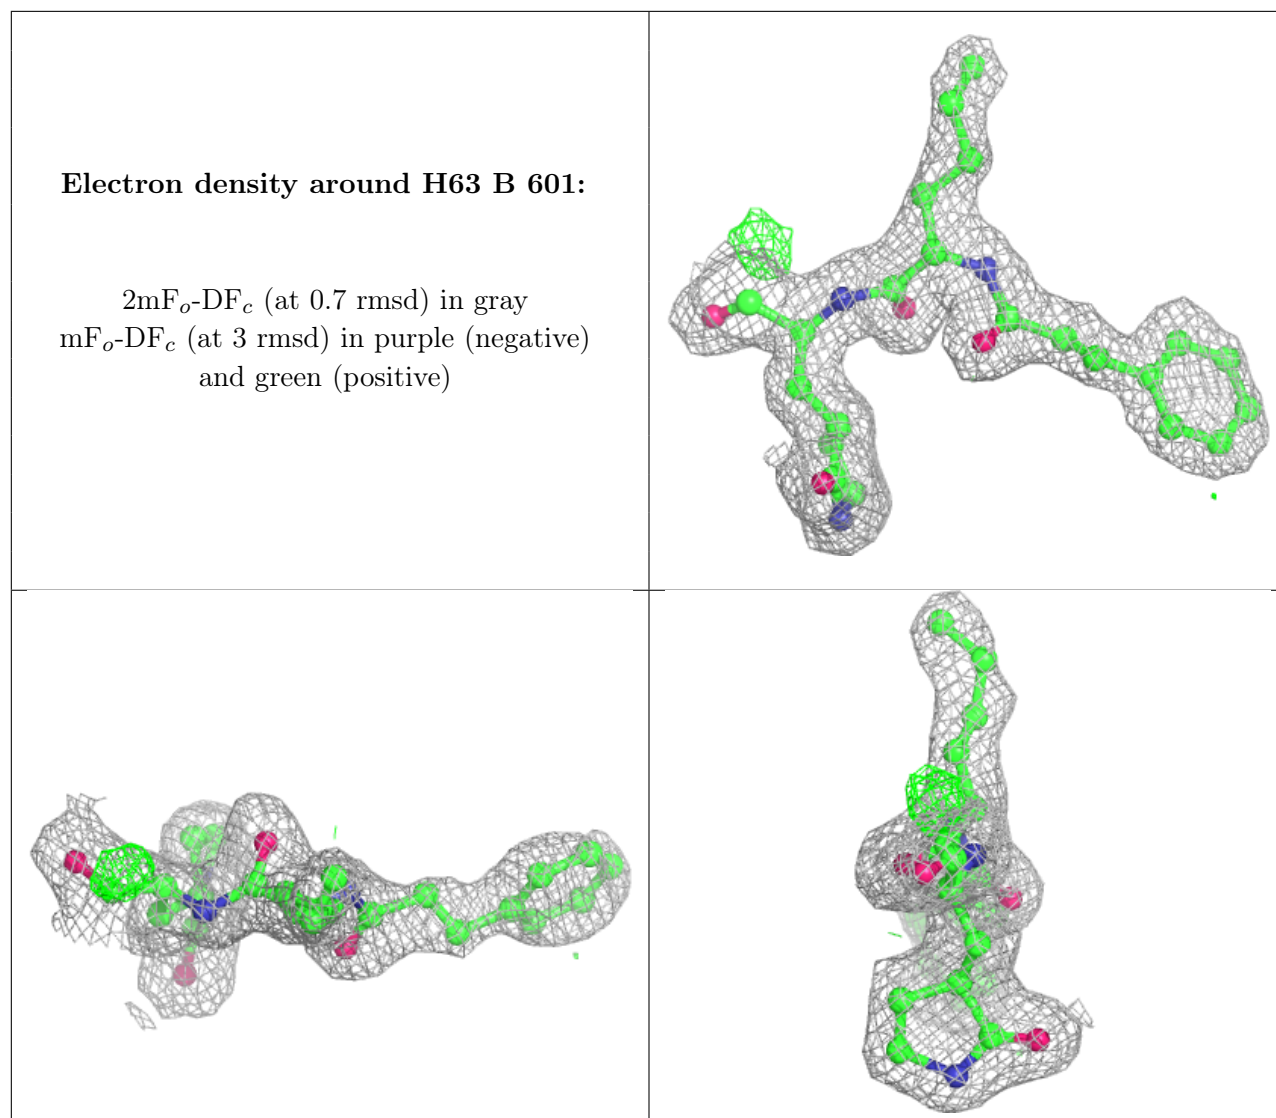 Electron density around H63 B 601:
2mFo-DFc (at 0.7 rmsd) in gray
mFo-DFc (at 3 rmsd) in purple (negative)
and green (positive)